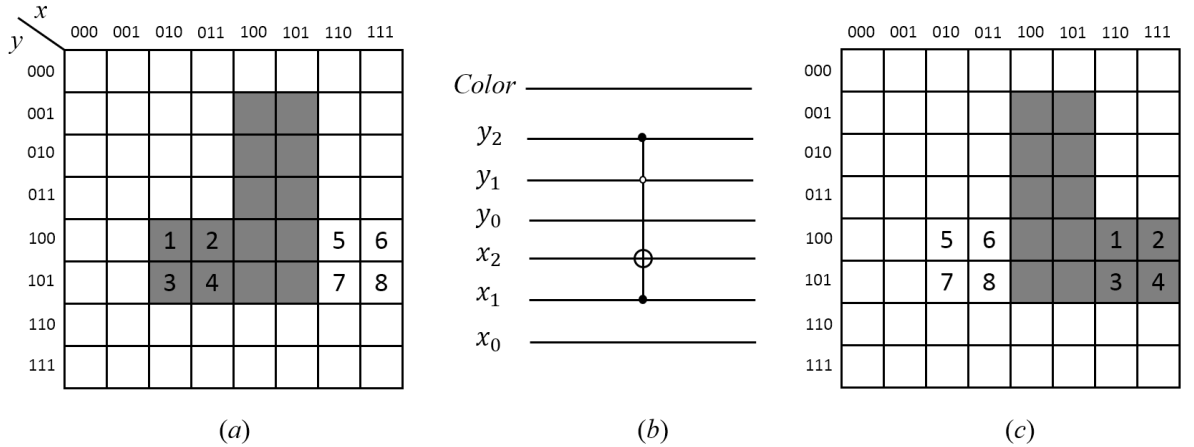 x
y
000 001 010 011 100 101 110 111
000
001
010
011
100 1 2 5 6
101 3 4 7 8
110
111
(a)
Color
y₂
y₁
y₀
x₂
x₁
x₀
(b)
000 001 010 011 100 101 110 111
000
001
010
011
100 5 6 1 2
101 7 8 3 4
110
111
(c)